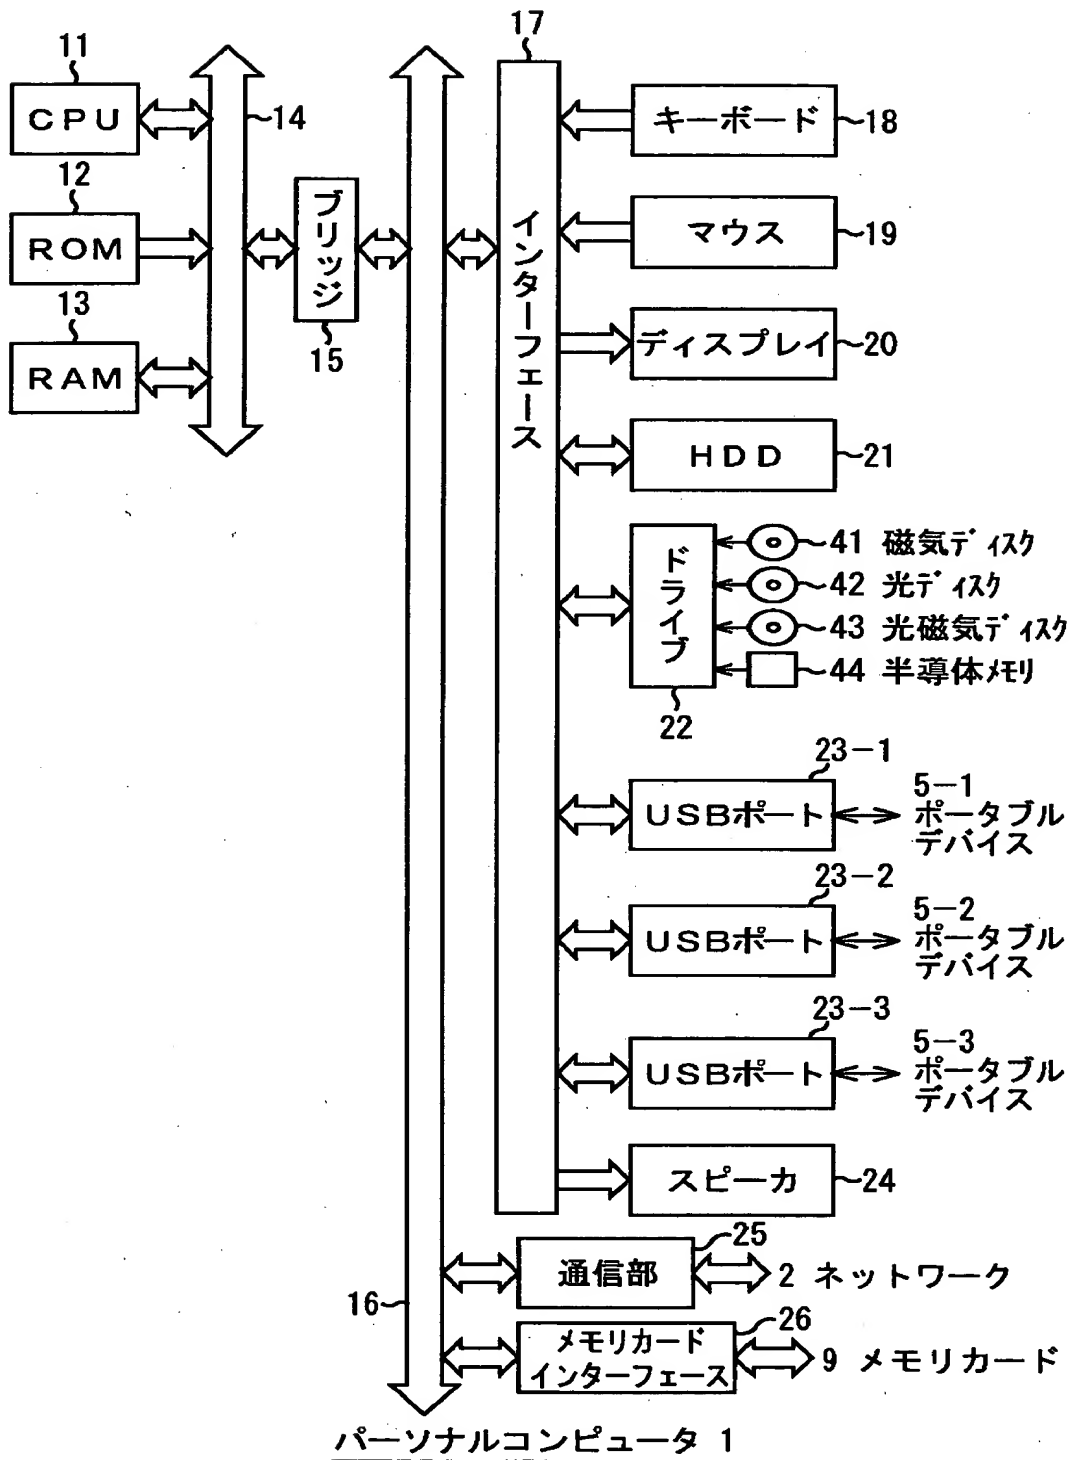 17
11
CPU
14
キーボード
18
12
ROM
ブリッジ
15
インターフェース
マウス
19
13
RAM
ディスプレイ
20
HDD
21
ドライブ
22
41 磁気ディスク
42 光ディスク
43 光磁気ディスク
44 半導体メモリ
23-1
USBポート
5-1
ポータブル
デバイス
23-2
USBポート
5-2
ポータブル
デバイス
23-3
USBポート
5-3
ポータブル
デバイス
スピーカ
24
25
通信部
2 ネットワーク
16
26
メモリカード
インターフェース
9 メモリカード
パーソナルコンピュータ 1